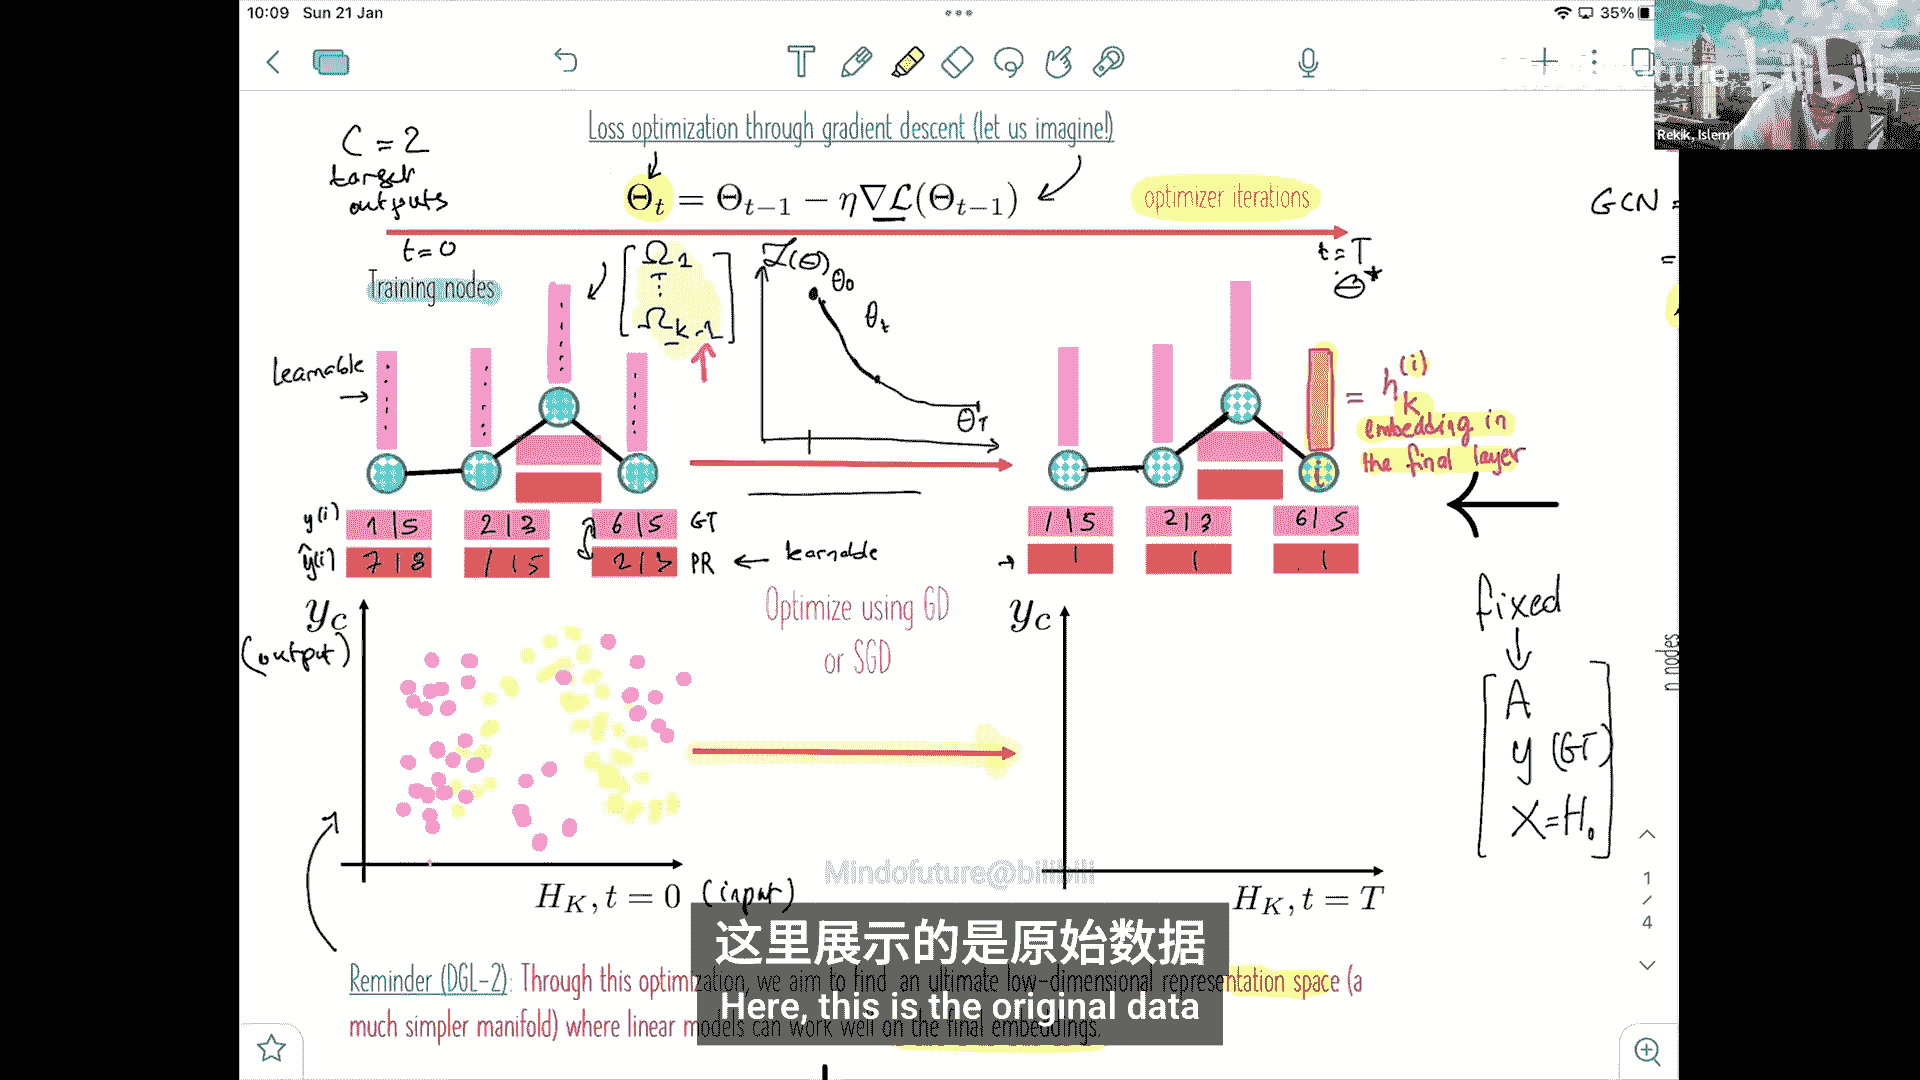 10:09 Sun 21 Jan
35%
Rekik, Islem
bilibili
Loss optimization through gradient descent (let us imagine!)
C = 2
target
outputs
Θt = Θt−1 − η∇ℒ(Θt−1)
optimizer iterations
GCN =
=
t=0
t=T
Θ*
Training nodes
Ω1
Ωk-1
ℒ(Θ)
θ0
θt
θT
Learnable
= hk(i)
embedding in
the final layer
i
y(i) 1|5 2|3 6|5 GT
ŷ(i) 7|8 1|5 2|3 PR ← learnable
1|5 2|3 6|5
1 1 1
fixed
A
y (GT)
X=H0
yc
(output)
Optimize using GD
or SGD
yc
n nodes
HK, t = 0 (input)
HK, t = T
Mindofuture@bilibili
1
4
这里展示的是原始数据
Here, this is the original data
Reminder (DGL-2): Through this optimization, we aim to find an ultimate low-dimensional representation space (a
much simpler manifold) where linear models can work well on the final embeddings.